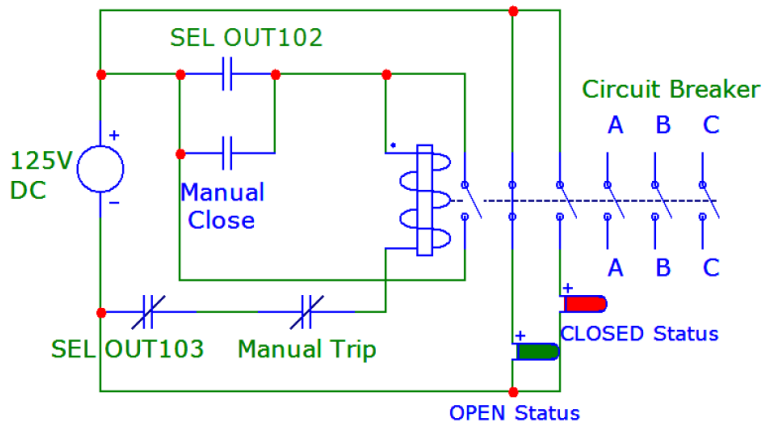 SEL OUT102
Circuit Breaker
A B C
+
125V
DC
−
Manual
Close
A B C
+
CLOSED Status
+
SEL OUT103
Manual Trip
OPEN Status